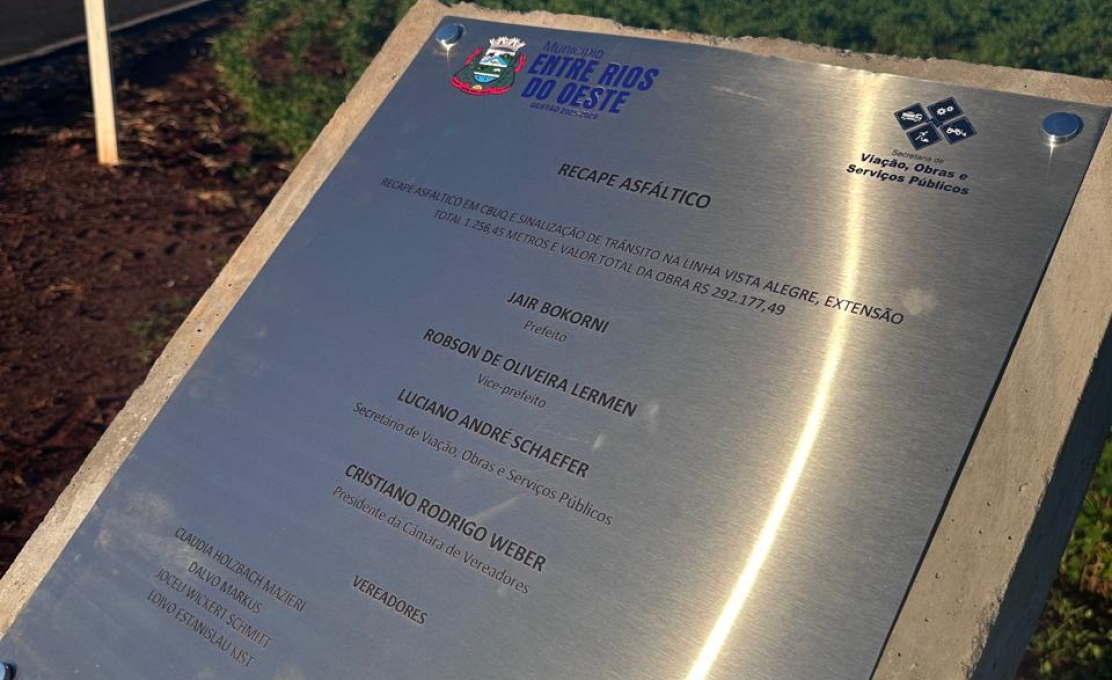 Município
ENTRE RIOS
DO OESTE
GESTÃO 2025/2028
Secretaria de
Viação, Obras e
Serviços Públicos
RECAPE ASFÁLTICO
RECAPE ASFÁLTICO EM CBUQ E SINALIZAÇÃO DE TRÂNSITO NA LINHA VISTA ALEGRE, EXTENSÃO
TOTAL 1.256,45 METROS E VALOR TOTAL DA OBRA R$ 292.177,49
JAIR BOKORNI
Prefeito
ROBSON DE OLIVEIRA LERMEN
Vice-prefeito
LUCIANO ANDRÉ SCHAEFER
Secretário de Viação, Obras e Serviços Públicos
CRISTIANO RODRIGO WEBER
Presidente da Câmara de Vereadores
VEREADORES
CLAUDIA HOLZBACH MAZIERI
DALVO MARKUS
JOCELI WICKERT SCHMITT
LOIVO ESTANISLAU KIST